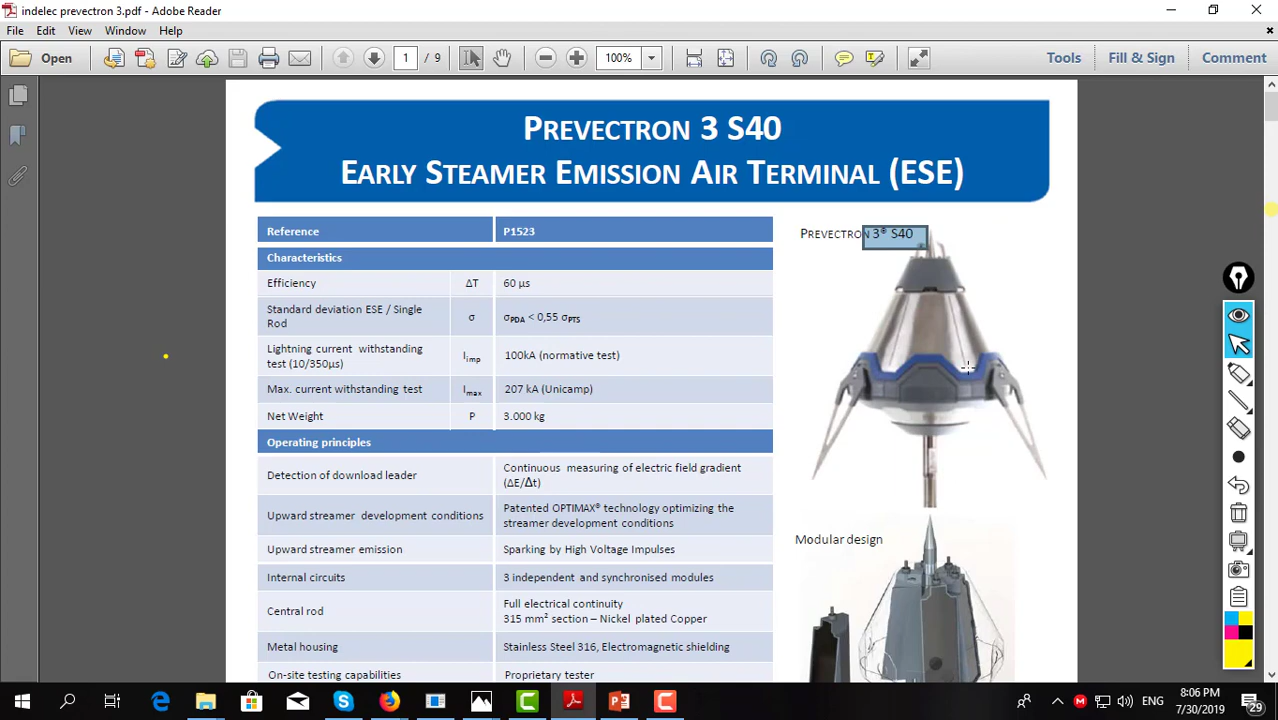 indelec prevectron 3.pdf - Adobe Reader
File Edit View Window Help
Open 1 / 9 100% Tools Fill & Sign Comment
PREVECTRON 3 S40
EARLY STEAMER EMISSION AIR TERMINAL (ESE)
Reference P1523
Characteristics
Efficiency ΔT 60 µs
Standard deviation ESE / Single
Rod σ σPDA < 0,55 σPTS
Lightning current withstanding
test (10/350µs) Iimp 100kA (normative test)
Max. current withstanding test Imax 207 kA (Unicamp)
Net Weight P 3.000 kg
Operating principles
Detection of download leader Continuous measuring of electric field gradient
(ΔE/Δt)
Upward streamer development conditions Patented OPTIMAX® technology optimizing the
streamer development conditions
Upward streamer emission Sparking by High Voltage Impulses
Internal circuits 3 independent and synchronised modules
Central rod Full electrical continuity
315 mm² section – Nickel plated Copper
Metal housing Stainless Steel 316, Electromagnetic shielding
On-site testing capabilities Proprietary tester
PREVECTRON 3® S40
Modular design
ENG
8:06 PM
7/30/2019
29